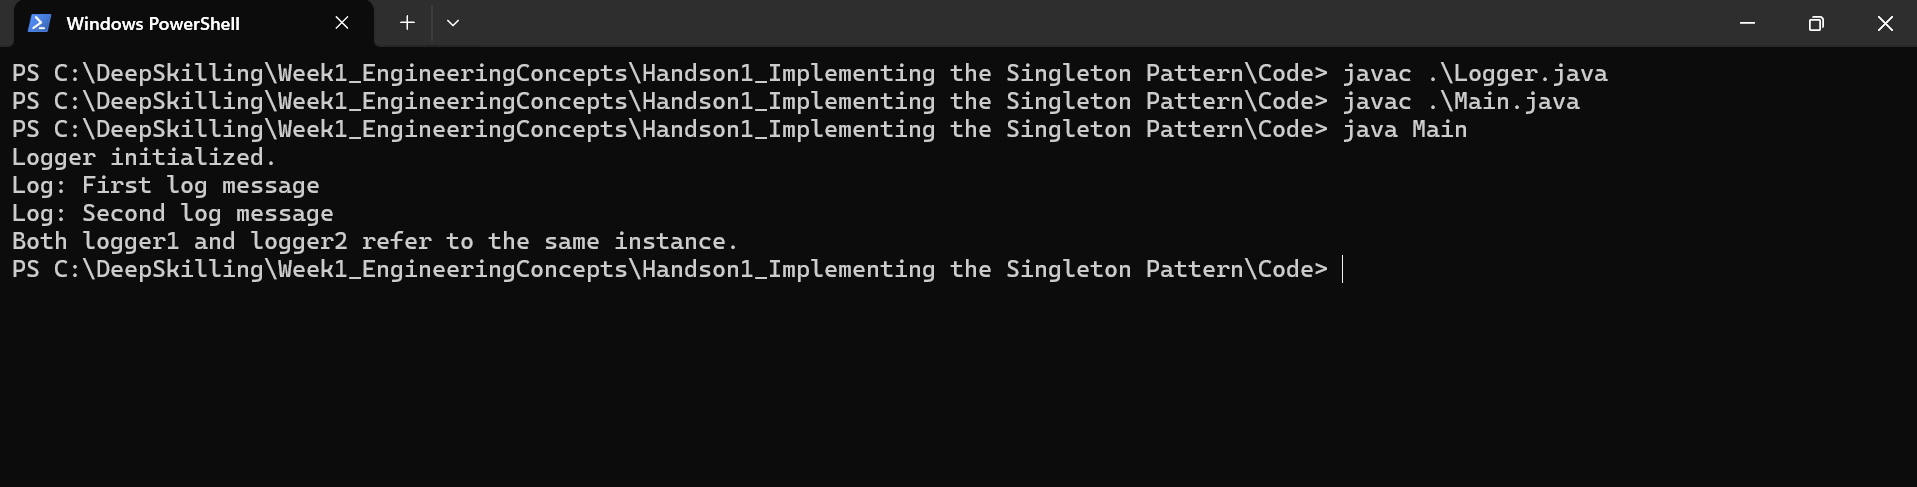 Windows PowerShell
PS C:\DeepSkilling\Week1_EngineeringConcepts\Handson1_Implementing the Singleton Pattern\Code> javac .\Logger.java
PS C:\DeepSkilling\Week1_EngineeringConcepts\Handson1_Implementing the Singleton Pattern\Code> javac .\Main.java
PS C:\DeepSkilling\Week1_EngineeringConcepts\Handson1_Implementing the Singleton Pattern\Code> java Main
Logger initialized.
Log: First log message
Log: Second log message
Both logger1 and logger2 refer to the same instance.
PS C:\DeepSkilling\Week1_EngineeringConcepts\Handson1_Implementing the Singleton Pattern\Code>